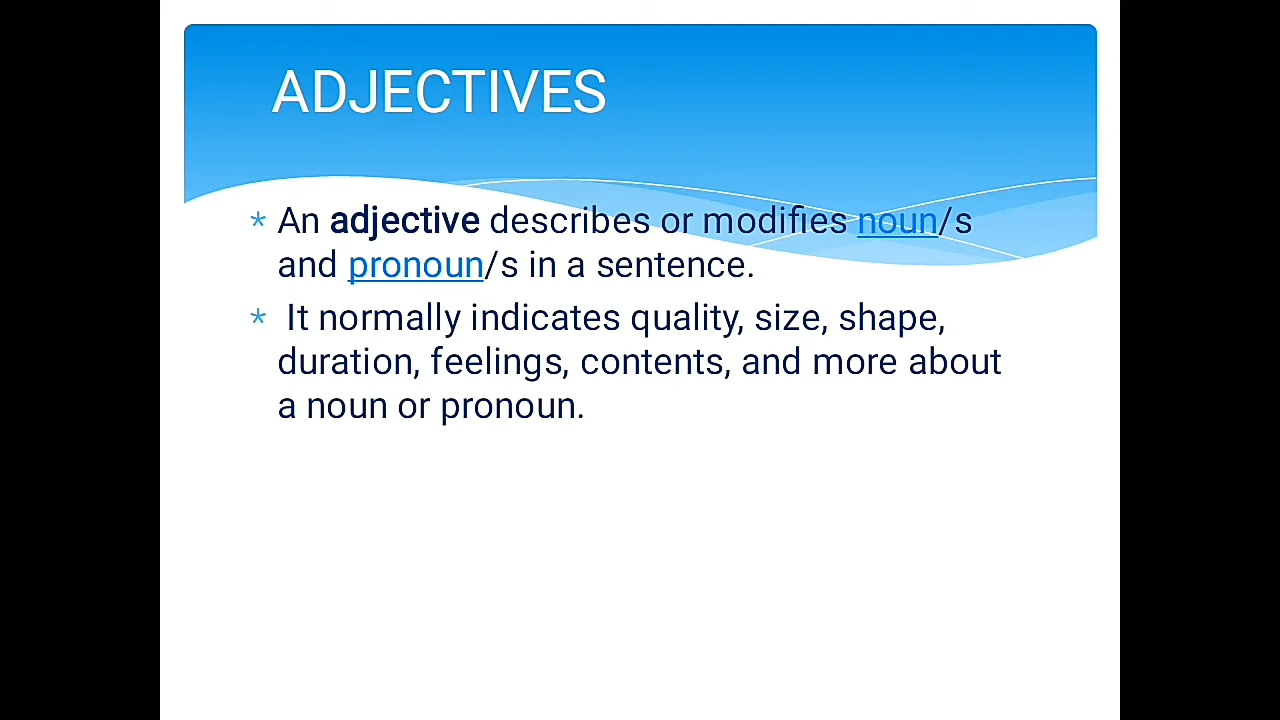 ADJECTIVES
* An adjective describes or modifies noun/s
and pronoun/s in a sentence.
* It normally indicates quality, size, shape,
duration, feelings, contents, and more about
a noun or pronoun.